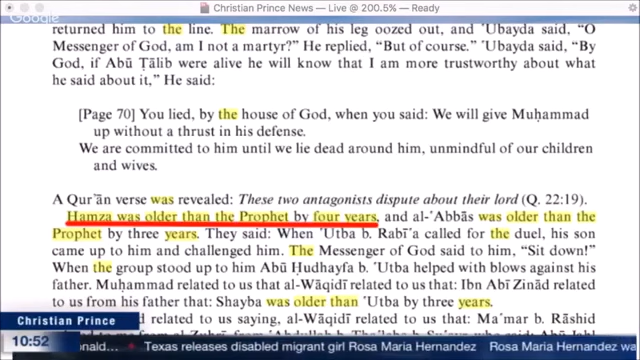 Christian Prince News — Live @ 200.5% — Ready
Google
returned him to the line. The marrow of his leg oozed out, and ʿUbayda said, “O
Messenger of God, am I not a martyr?” He replied, “But of course.” ʿUbayda said, “By
God, if Abū Ṭālib were alive he will know that I am more trustworthy about what
he said about it,” He said:
[Page 70] You lied, by the house of God, when you said: We will give Muḥammad
up without a thrust in his defense.
We are committed to him until we lie dead around him, unmindful of our children
and wives.
A Qurʾān verse was revealed: These two antagonists dispute about their lord (Q. 22:19).
Hamza was older than the Prophet by four years, and al-ʿAbbās was older than the
Prophet by three years. They said: When ʿUtba b. Rabīʿa called for the duel, his son
came up to him and challenged him. The Messenger of God said to him, “Sit down!”
When the group stood up to him Abū Ḥudhayfa b. ʿUtba helped with blows against his
father. Muḥammad related to us that al-Wāqidī related to us that: Ibn Abī Zinād related
to us from his father that: Shayba was older than ʿUtba by three years.
related to us saying, al-Wāqidī related to us that: Maʿmar b. Rāshid
Christian Prince
10:52
onald... Texas releases disabled migrant girl Rosa Maria Hernandez Rosa Maria Hernandez wa